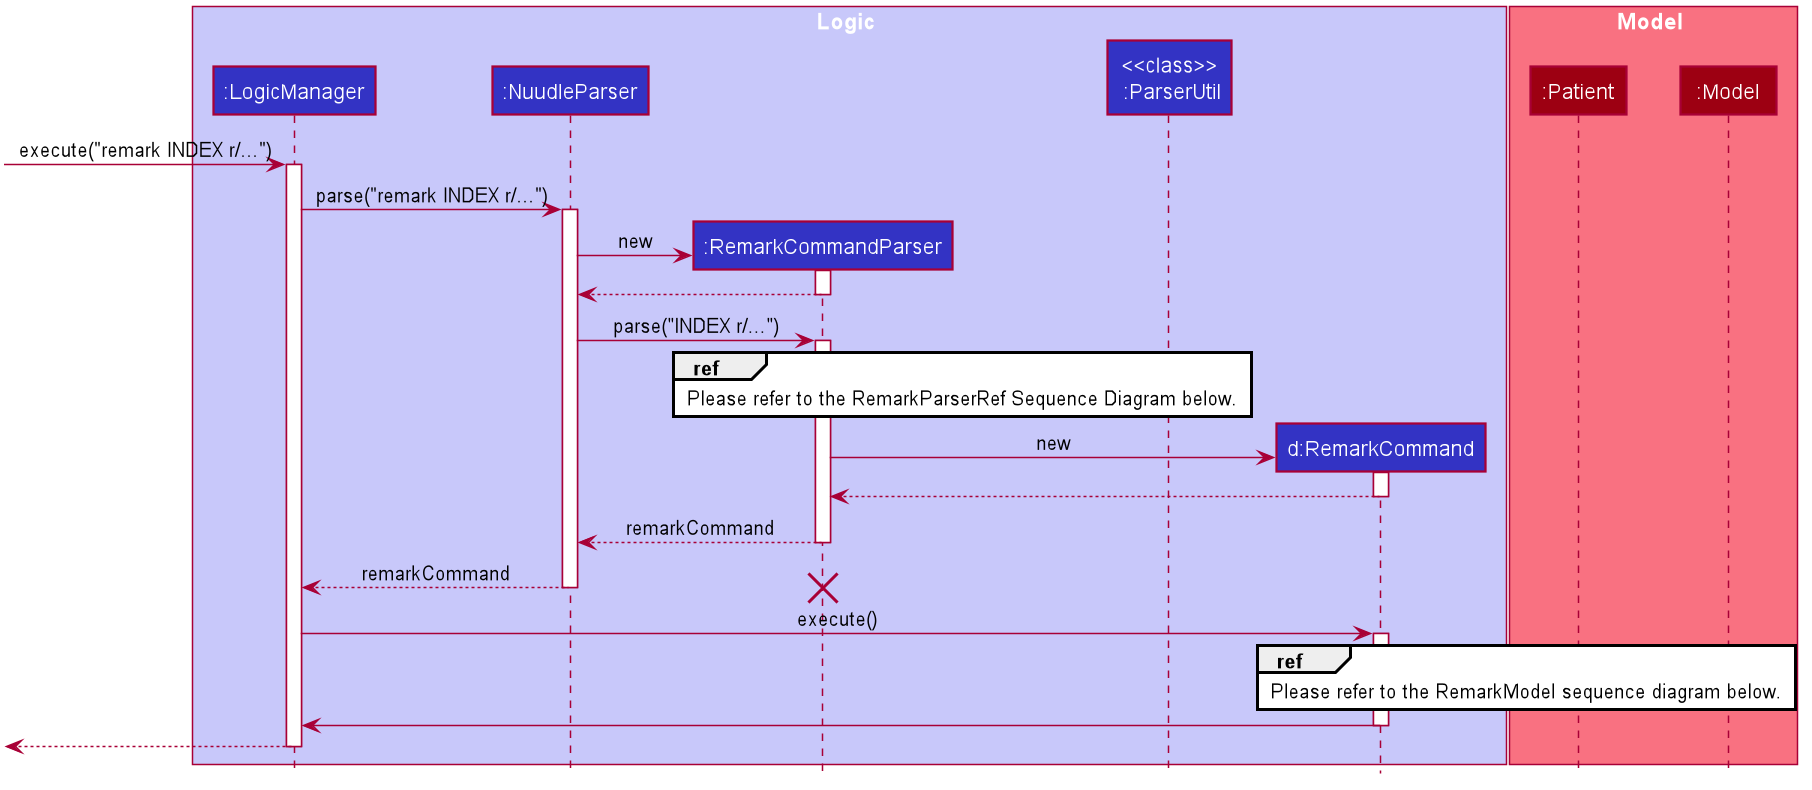 Logic
Model
<<class>>
:LogicManager
:NuudleParser
:ParserUtil
:Patient
:Model
execute("remark INDEX r/...")
parse("remark INDEX r/...")
new
:RemarkCommandParser
parse("INDEX r/...")
ref
Please refer to the RemarkParserRef Sequence Diagram below.
new
d:RemarkCommand
remarkCommand
remarkCommand
execute()
ref
Please refer to the RemarkModel sequence diagram below.